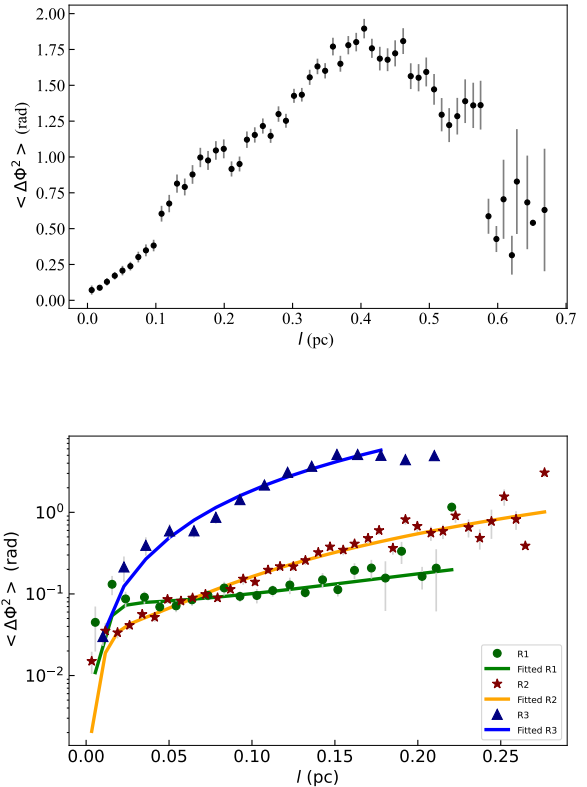 2.00
1.75
1.50
1.25
1.00
0.75
0.50
0.25
0.00
< ΔΦ² > (rad)
0.0 0.1 0.2 0.3 0.4 0.5 0.6 0.7
l (pc)
10⁰
10⁻¹
10⁻²
< ΔΦ² > (rad)
R1
Fitted R1
R2
Fitted R2
R3
Fitted R3
0.00 0.05 0.10 0.15 0.20 0.25
l (pc)